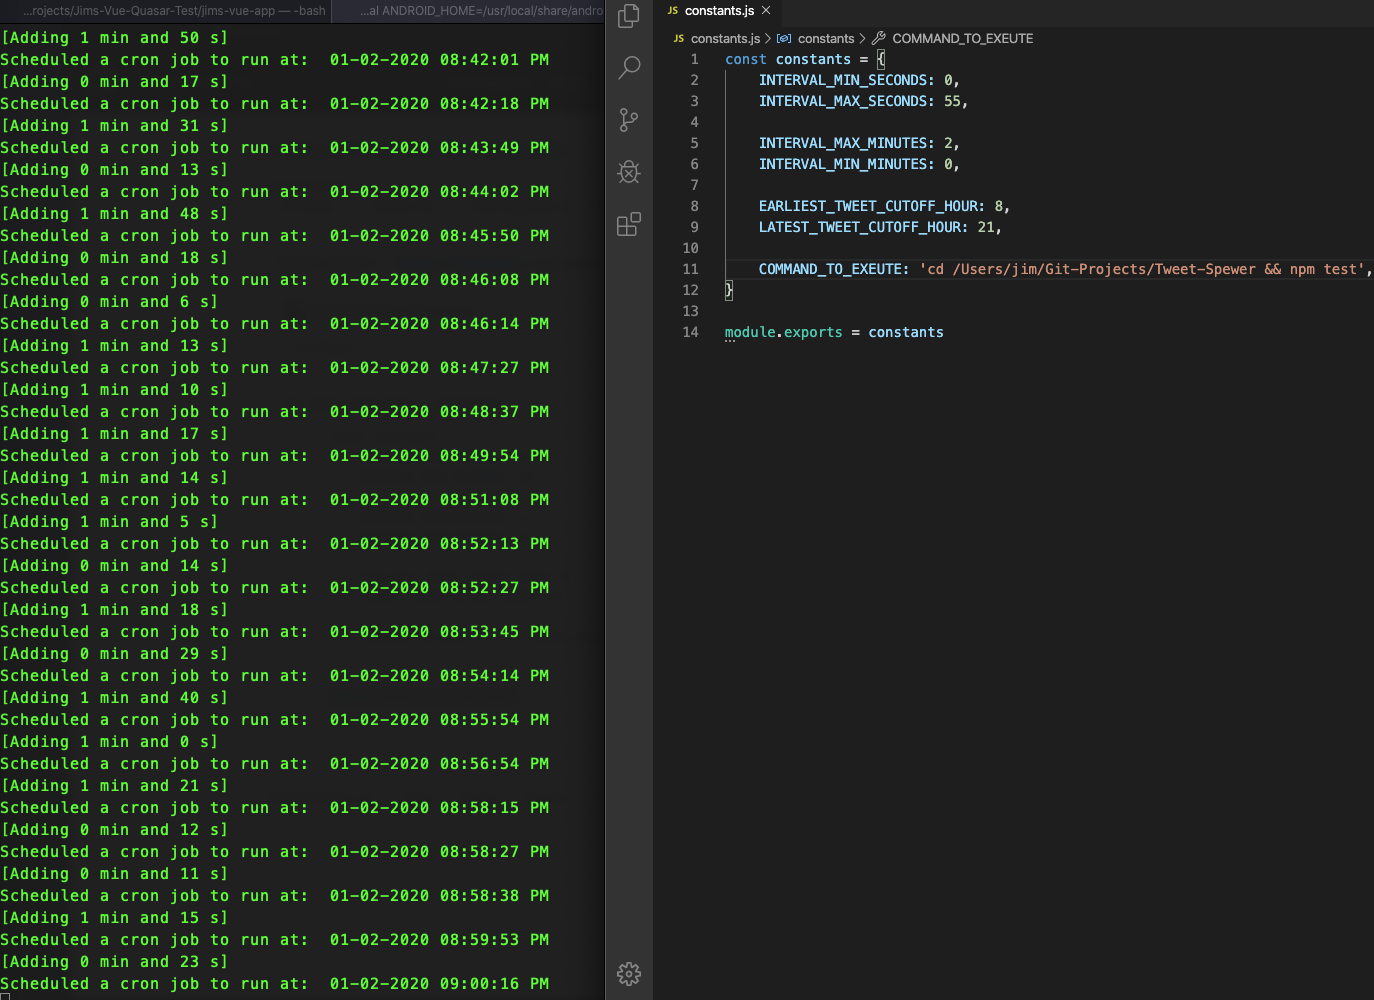 ...rojects/Jims-Vue-Quasar-Test/jims-vue-app — -bash
...al ANDROID_HOME=/usr/local/share/andro
[Adding 1 min and 50 s]
Scheduled a cron job to run at:  01-02-2020 08:42:01 PM
[Adding 0 min and 17 s]
Scheduled a cron job to run at:  01-02-2020 08:42:18 PM
[Adding 1 min and 31 s]
Scheduled a cron job to run at:  01-02-2020 08:43:49 PM
[Adding 0 min and 13 s]
Scheduled a cron job to run at:  01-02-2020 08:44:02 PM
[Adding 1 min and 48 s]
Scheduled a cron job to run at:  01-02-2020 08:45:50 PM
[Adding 0 min and 18 s]
Scheduled a cron job to run at:  01-02-2020 08:46:08 PM
[Adding 0 min and 6 s]
Scheduled a cron job to run at:  01-02-2020 08:46:14 PM
[Adding 1 min and 13 s]
Scheduled a cron job to run at:  01-02-2020 08:47:27 PM
[Adding 1 min and 10 s]
Scheduled a cron job to run at:  01-02-2020 08:48:37 PM
[Adding 1 min and 17 s]
Scheduled a cron job to run at:  01-02-2020 08:49:54 PM
[Adding 1 min and 14 s]
Scheduled a cron job to run at:  01-02-2020 08:51:08 PM
[Adding 1 min and 5 s]
Scheduled a cron job to run at:  01-02-2020 08:52:13 PM
[Adding 0 min and 14 s]
Scheduled a cron job to run at:  01-02-2020 08:52:27 PM
[Adding 1 min and 18 s]
Scheduled a cron job to run at:  01-02-2020 08:53:45 PM
[Adding 0 min and 29 s]
Scheduled a cron job to run at:  01-02-2020 08:54:14 PM
[Adding 1 min and 40 s]
Scheduled a cron job to run at:  01-02-2020 08:55:54 PM
[Adding 1 min and 0 s]
Scheduled a cron job to run at:  01-02-2020 08:56:54 PM
[Adding 1 min and 21 s]
Scheduled a cron job to run at:  01-02-2020 08:58:15 PM
[Adding 0 min and 12 s]
Scheduled a cron job to run at:  01-02-2020 08:58:27 PM
[Adding 0 min and 11 s]
Scheduled a cron job to run at:  01-02-2020 08:58:38 PM
[Adding 1 min and 15 s]
Scheduled a cron job to run at:  01-02-2020 08:59:53 PM
[Adding 0 min and 23 s]
Scheduled a cron job to run at:  01-02-2020 09:00:16 PM
JS constants.js
JS constants.js > constants > COMMAND_TO_EXEUTE
1 const constants = {
2     INTERVAL_MIN_SECONDS: 0,
3     INTERVAL_MAX_SECONDS: 55,
4
5     INTERVAL_MAX_MINUTES: 2,
6     INTERVAL_MIN_MINUTES: 0,
7
8     EARLIEST_TWEET_CUTOFF_HOUR: 8,
9     LATEST_TWEET_CUTOFF_HOUR: 21,
10
11     COMMAND_TO_EXEUTE: 'cd /Users/jim/Git-Projects/Tweet-Spewer && npm test',
12 }
13
14 module.exports = constants